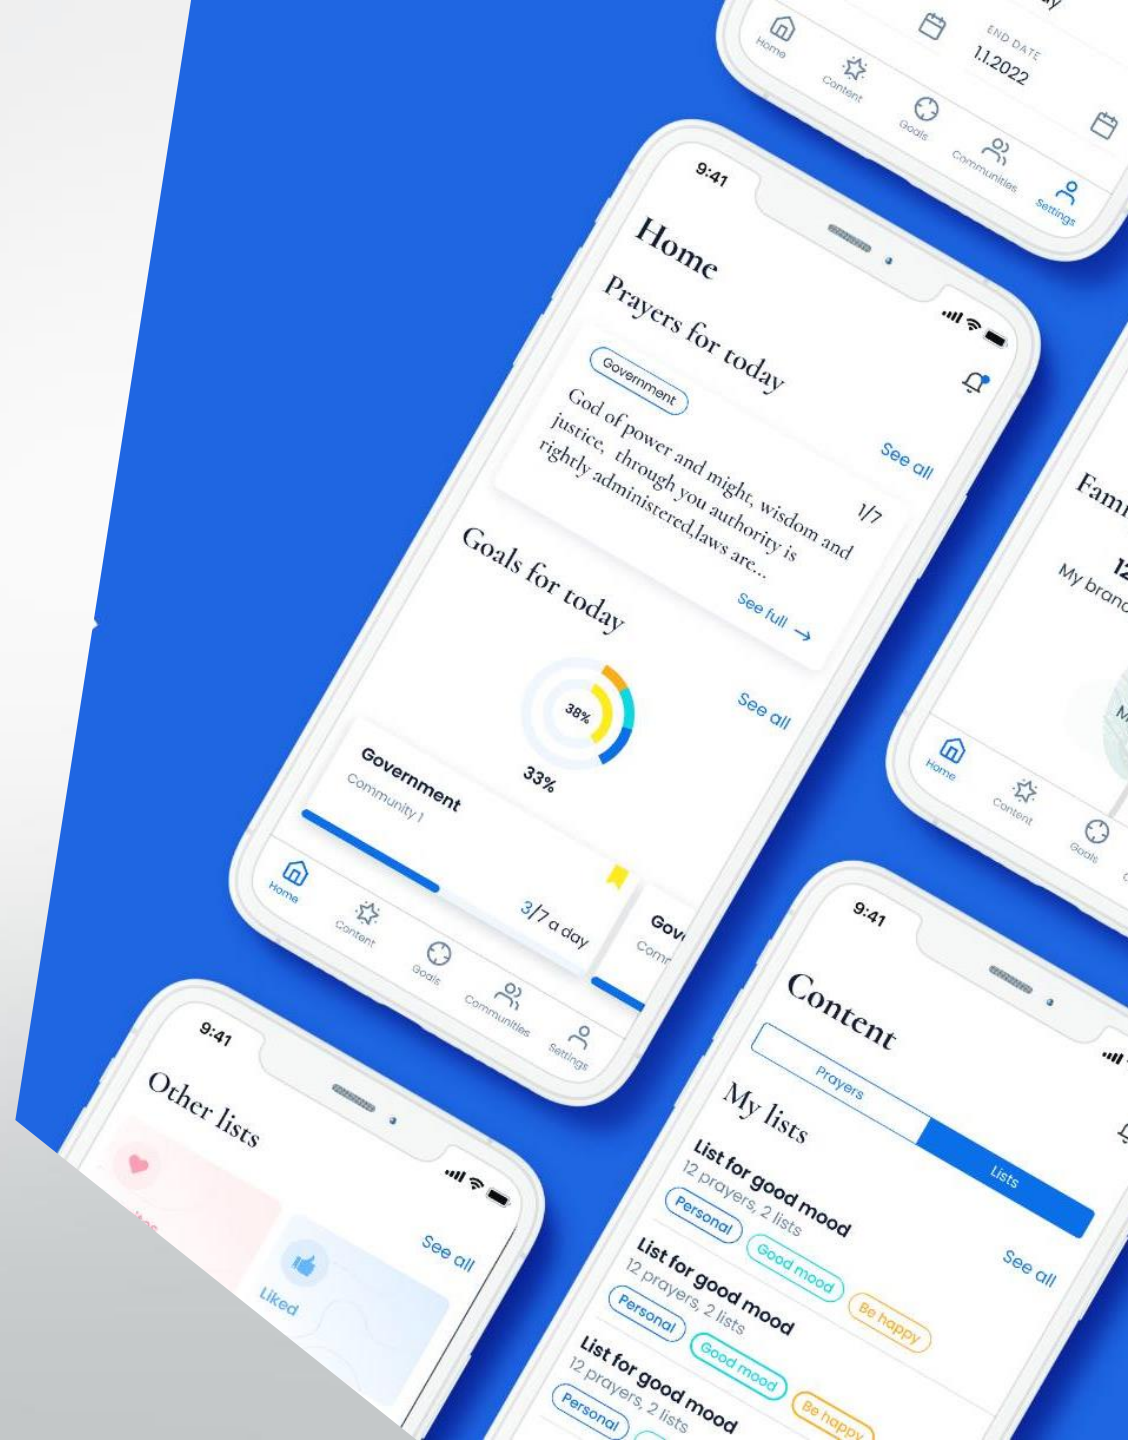 END DATE
1.1.2022
Home
Content
Goals
Communities
Settings
9:41
Home
Prayers for today
See all
Government
1/7
God of power and might, wisdom and
justice,  through you authority is
rightly administered,laws are...
See full →
Goals for today
See all
38%
33%
Government
Community 1
3/7 a day
Home
Content
Goals
Communities
Settings
My
Home
Content
Goals
9:41
Other lists
See all
Liked
9:41
Content
Prayers
Lists
My lists
See all
List for good mood
12 prayers, 2 lists
Personal
Good mood
Be happy
List for good mood
12 prayers, 2 lists
Personal
Good mood
Be happy
List for good mood
12 prayers, 2 lists
Personal